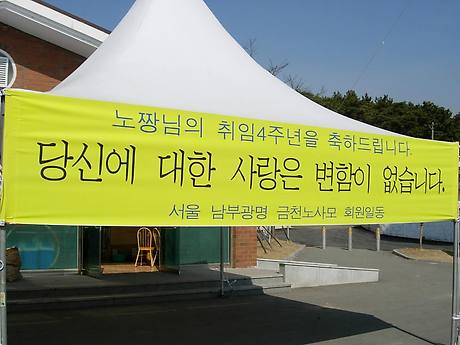 노짱님의 취임4주년을 축하드립니다.
당신에 대한 사랑은 변함이 없습니다.
서울 남부광명 금천노사모 회원일동